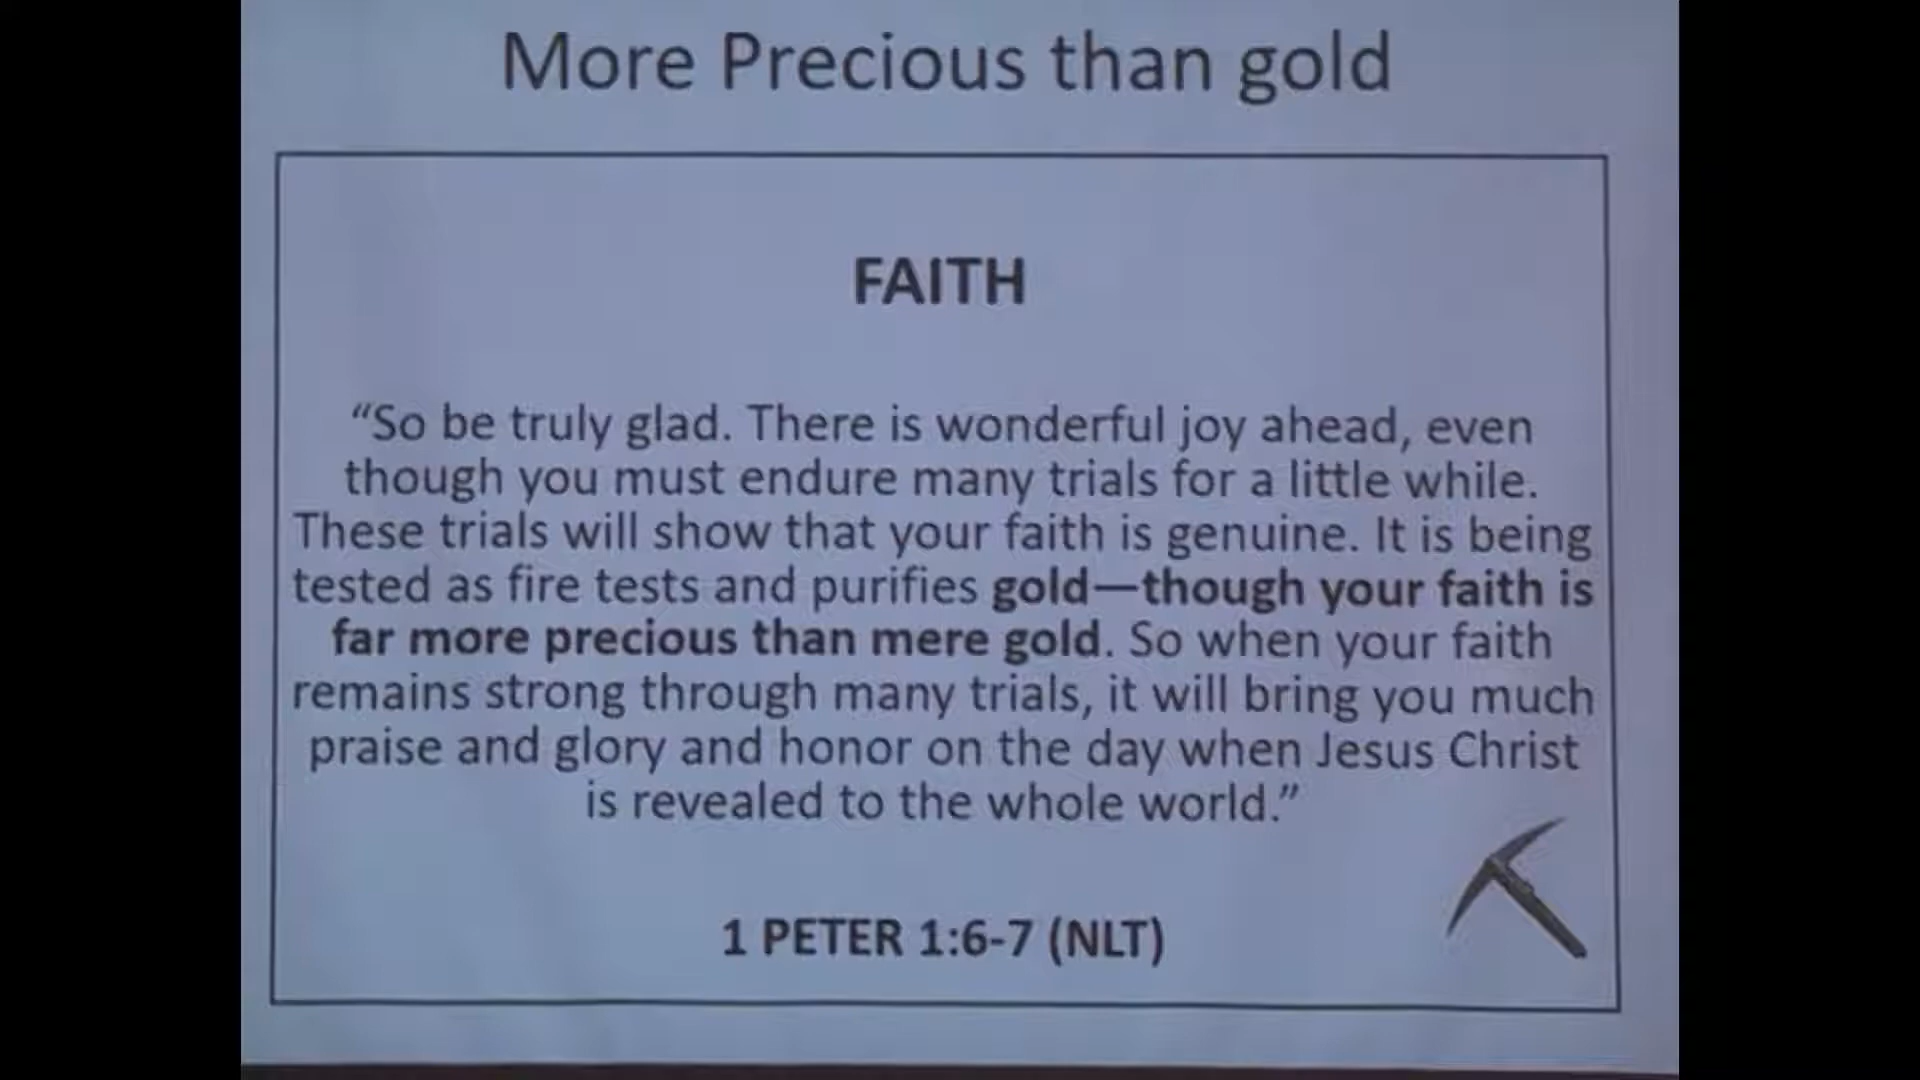 More Precious than gold
FAITH
“So be truly glad. There is wonderful joy ahead, even
though you must endure many trials for a little while.
These trials will show that your faith is genuine. It is being
tested as fire tests and purifies gold—though your faith is
far more precious than mere gold. So when your faith
remains strong through many trials, it will bring you much
praise and glory and honor on the day when Jesus Christ
is revealed to the whole world.”
1 PETER 1:6-7 (NLT)